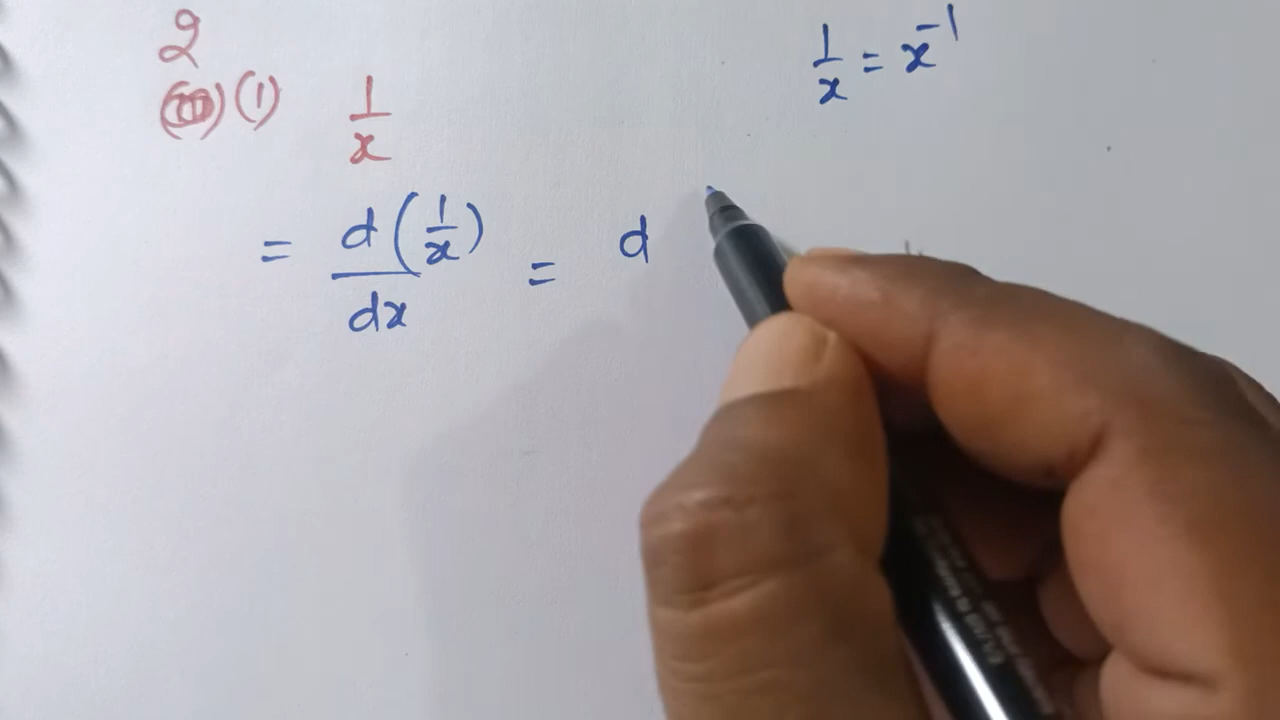 2
(1) 1/x
1/x = x⁻¹
= d(1/x)/dx = d